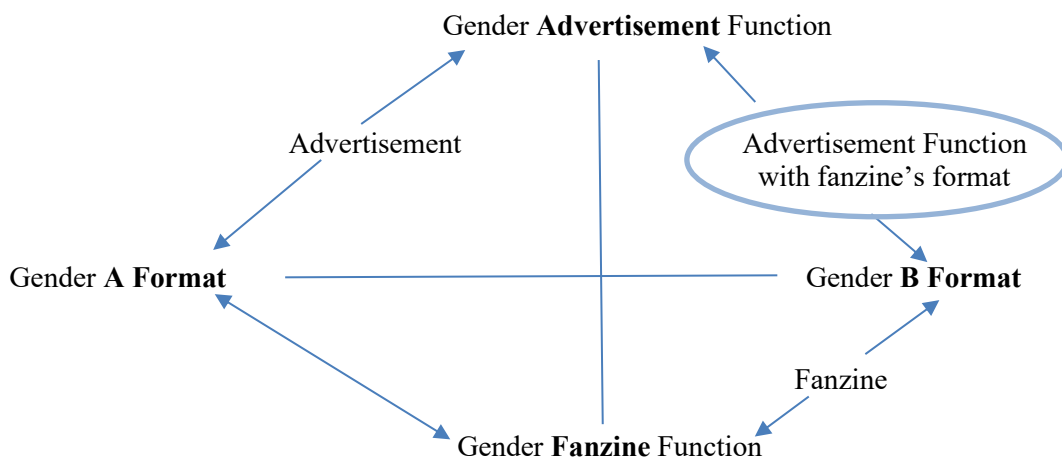 Gender Advertisement Function
Advertisement Function
with fanzine’s format
Advertisement
Gender A Format
Gender B Format
Fanzine
Gender Fanzine Function